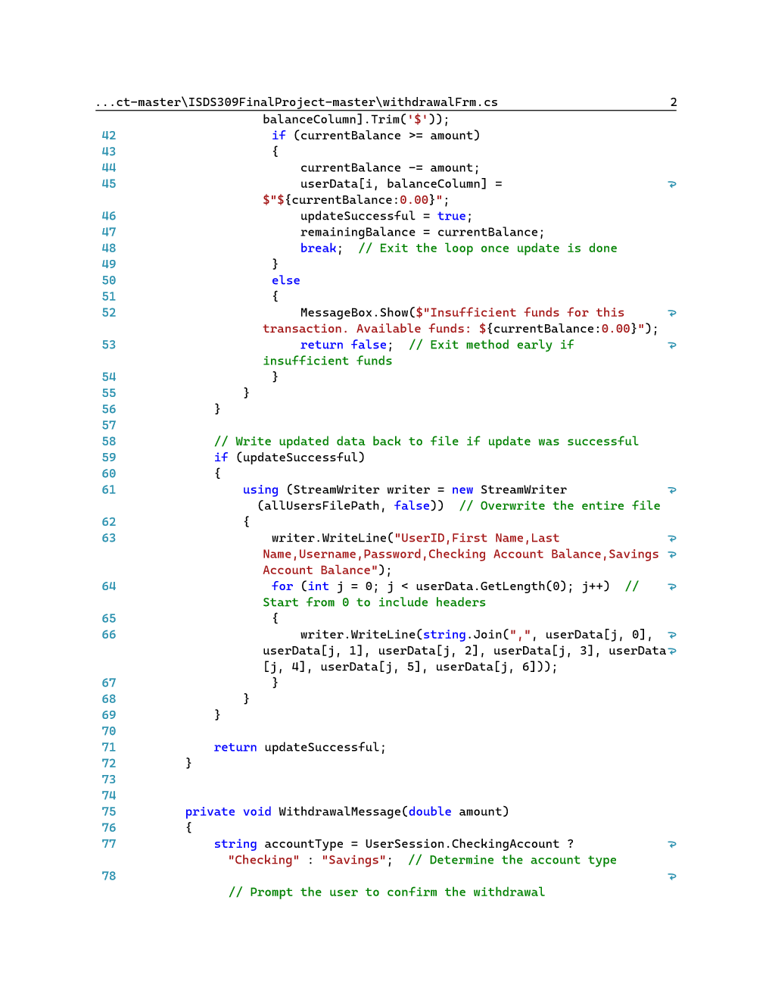 ...ct-master\ISDS309FinalProject-master\withdrawalFrm.cs 2
balanceColumn].Trim('$'));
42 if (currentBalance >= amount)
43 {
44 currentBalance -= amount;
45 userData[i, balanceColumn] =
$"${currentBalance:0.00}";
46 updateSuccessful = true;
47 remainingBalance = currentBalance;
48 break; // Exit the loop once update is done
49 }
50 else
51 {
52 MessageBox.Show($"Insufficient funds for this
transaction. Available funds: ${currentBalance:0.00}");
53 return false; // Exit method early if
insufficient funds
54 }
55 }
56 }
57
58 // Write updated data back to file if update was successful
59 if (updateSuccessful)
60 {
61 using (StreamWriter writer = new StreamWriter
(allUsersFilePath, false)) // Overwrite the entire file
62 {
63 writer.WriteLine("UserID,First Name,Last
Name,Username,Password,Checking Account Balance,Savings
Account Balance");
64 for (int j = 0; j < userData.GetLength(0); j++) //
Start from 0 to include headers
65 {
66 writer.WriteLine(string.Join(",", userData[j, 0],
userData[j, 1], userData[j, 2], userData[j, 3], userData
[j, 4], userData[j, 5], userData[j, 6]));
67 }
68 }
69 }
70
71 return updateSuccessful;
72 }
73
74
75 private void WithdrawalMessage(double amount)
76 {
77 string accountType = UserSession.CheckingAccount ?
"Checking" : "Savings"; // Determine the account type
78
// Prompt the user to confirm the withdrawal